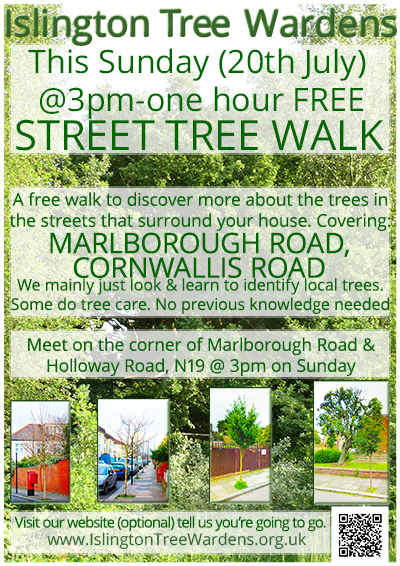 Islington Tree Wardens
This Sunday (20th July)
@3pm-one hour FREE
STREET TREE WALK
A free walk to discover more about the trees in
the streets that surround your house. Covering:
MARLBOROUGH ROAD,
CORNWALLIS ROAD
We mainly just look & learn to identify local trees.
Some do tree care. No previous knowledge needed
Meet on the corner of Marlborough Road &
Holloway Road, N19 @ 3pm on Sunday
Visit our website (optional) tell us you're going to go.
www.IslingtonTreeWardens.org.uk